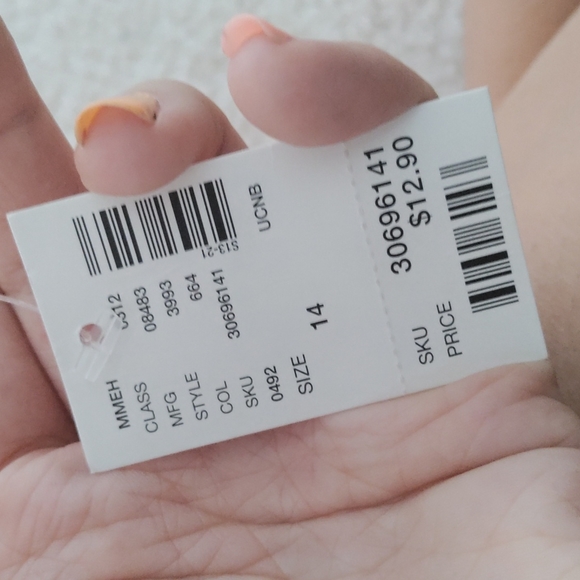 MMEH
CLASS
MFG 08483
STYLE 3993
COL 664
SKU 30696141
0492
SIZE
14
S13-21
UCNB
SKU 30696141
PRICE $12.90